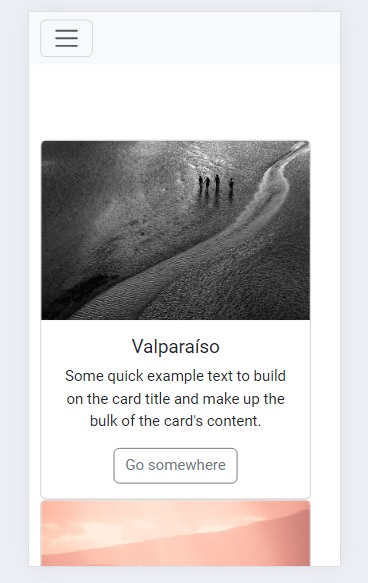 Valparaíso
Some quick example text to build
on the card title and make up the
bulk of the card's content.
Go somewhere